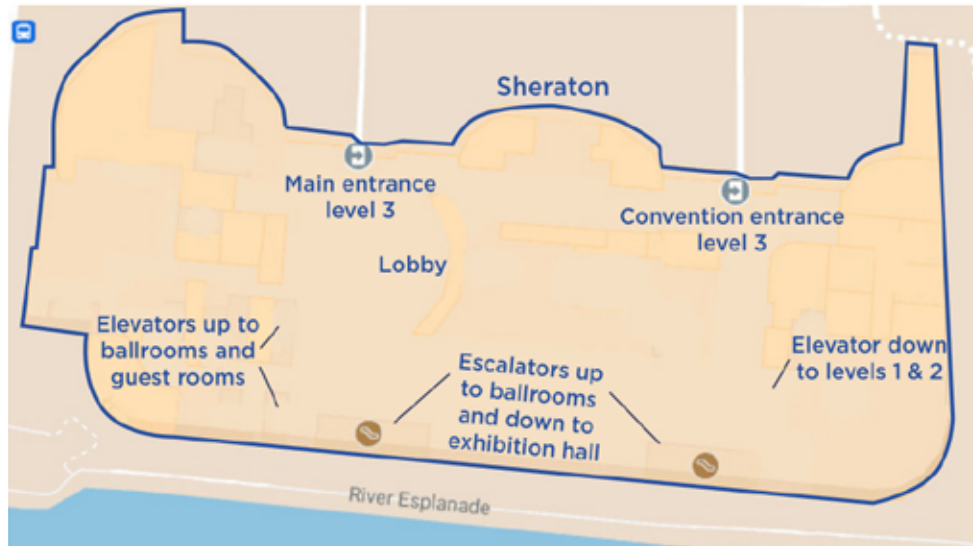 Sheraton
Main entrance
level 3
Convention entrance
level 3
Lobby
Elevators up to
ballrooms and
guest rooms
Escalators up
to ballrooms
and down to
exhibition hall
Elevator down
to levels 1 & 2
River Esplanade